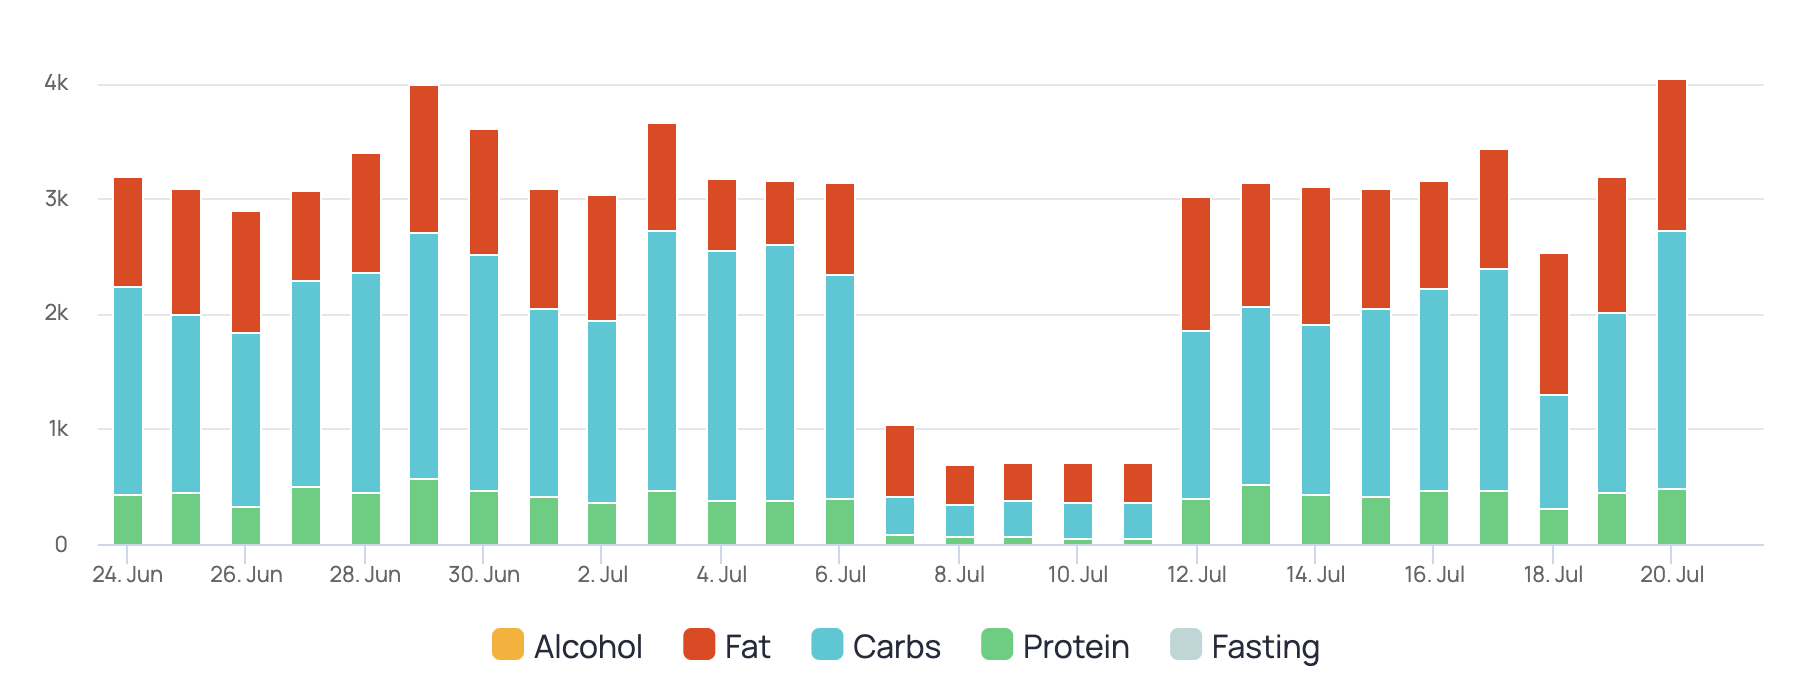 4k
3k
2k
1k
0
24. Jun 26. Jun 28. Jun 30. Jun 2. Jul 4. Jul 6. Jul 8. Jul 10. Jul 12. Jul 14. Jul 16. Jul 18. Jul 20. Jul
Alcohol Fat Carbs Protein Fasting